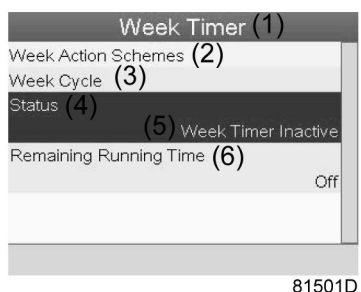 Week Timer (1)
Week Action Schemes (2)
Week Cycle (3)
Status (4)
(5) Week Timer Inactive
Remaining Running Time (6)
Off
81501D